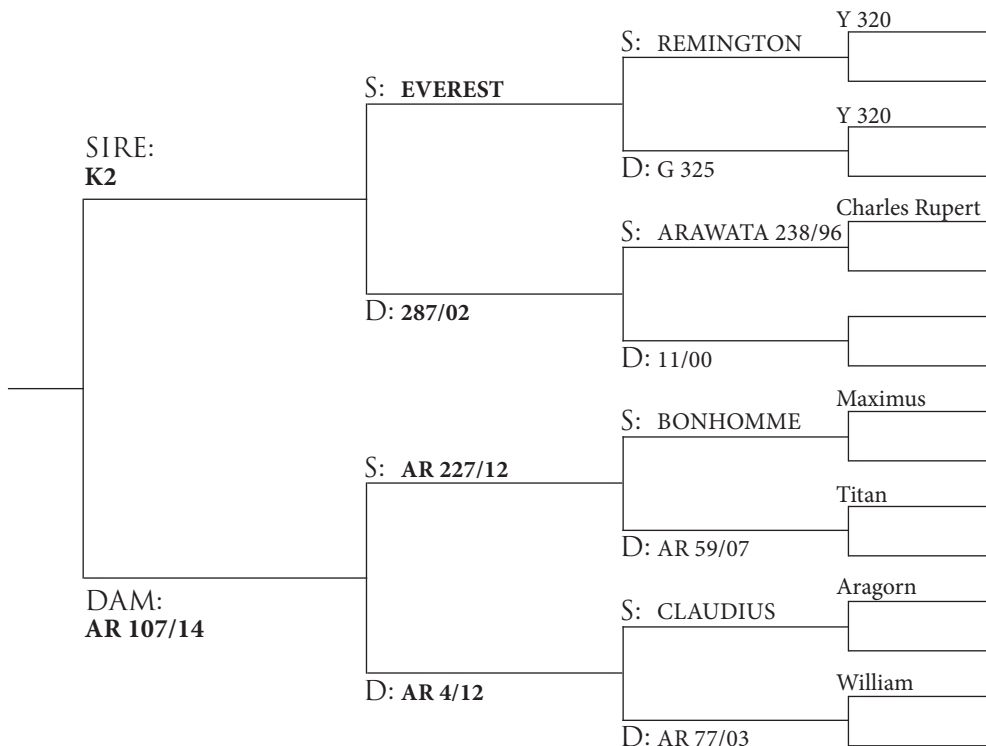 Y 320
S: REMINGTON
S: EVEREST
Y 320
SIRE:
K2
D: G 325
Charles Rupert
S: ARAWATA 238/96
D: 287/02
D: 11/00
Maximus
S: BONHOMME
S: AR 227/12
Titan
D: AR 59/07
DAM:
AR 107/14
Aragorn
S: CLAUDIUS
D: AR 4/12
William
D: AR 77/03